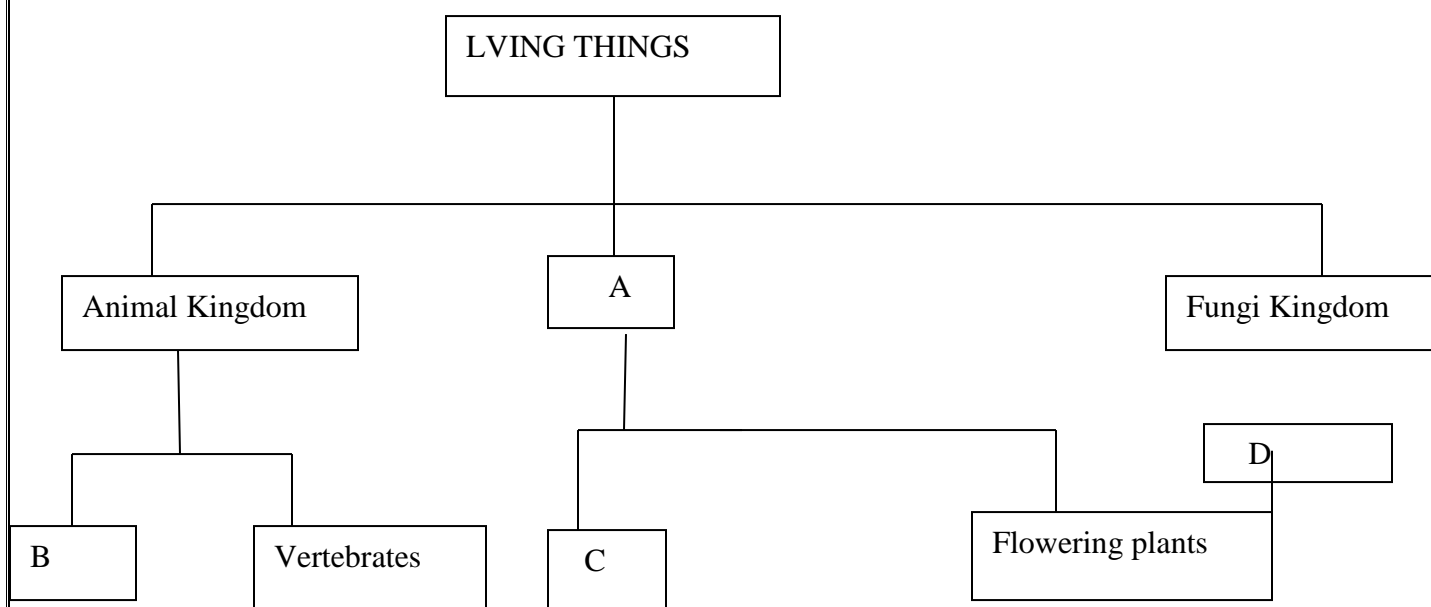 LVING THINGS
A
Animal Kingdom
Fungi Kingdom
D
Flowering plants
B
Vertebrates
C